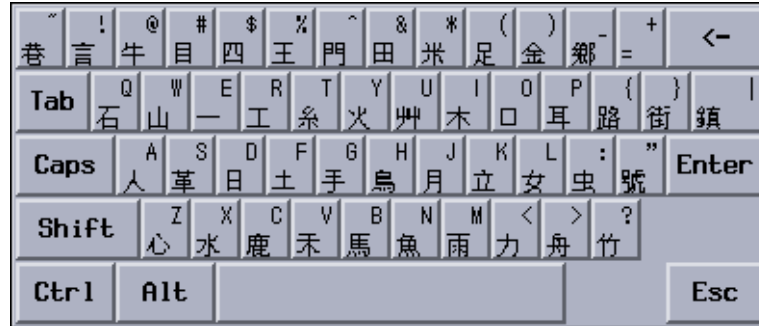 ~ ! @ # $ % ^ & * ( ) _ +
巷 言 牛 目 四 王 門 田 米 足 金 鄉 = <-
Tab Q W E R T Y U I O P { } |
石 山 一 工 糸 火 艸 木 口 耳 路 街 鎮
Caps A S D F G H J K L : " Enter
人 革 日 土 手 鳥 月 立 女 虫 號
Shift Z X C V B N M < > ?
心 水 鹿 禾 馬 魚 雨 力 舟 竹
Ctrl Alt Esc